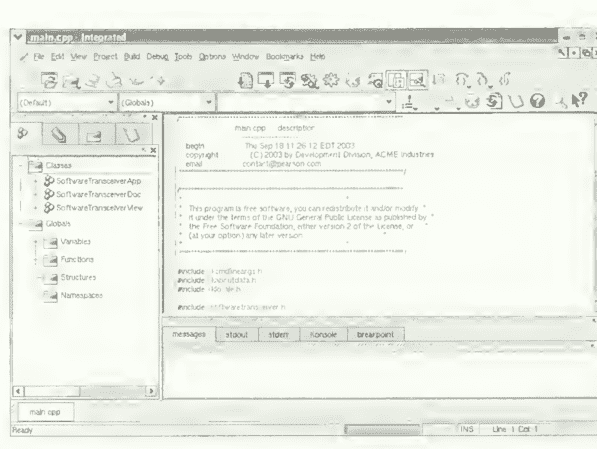 main.cpp - Integrated
File Edit View Project Build Debug Tools Options Window Bookmarks Help
(Default) (Globals)
Classes
SoftwareTransceiverApp
SoftwareTransceiverDoc
SoftwareTransceiverView
Globals
Variables
Functions
Structures
Namespaces
main cpp description
begin Thu Sep 18 11 26 12 EDT 2003
copyright (C) 2003 by Development Division, ACME Industries
email contact@pearson com
* This program is free software, you can redistribute it and/or modify *
* it under the terms of the GNU General Public License as published by *
* the Free Software Foundation, either version 2 of the License, or *
* (at your option) any later version *
#include
#include
#include
#include softwaretransceiver.h
messages stdout stderr Konsole breakpoint
main cpp
Ready INS Line 1 Col 1